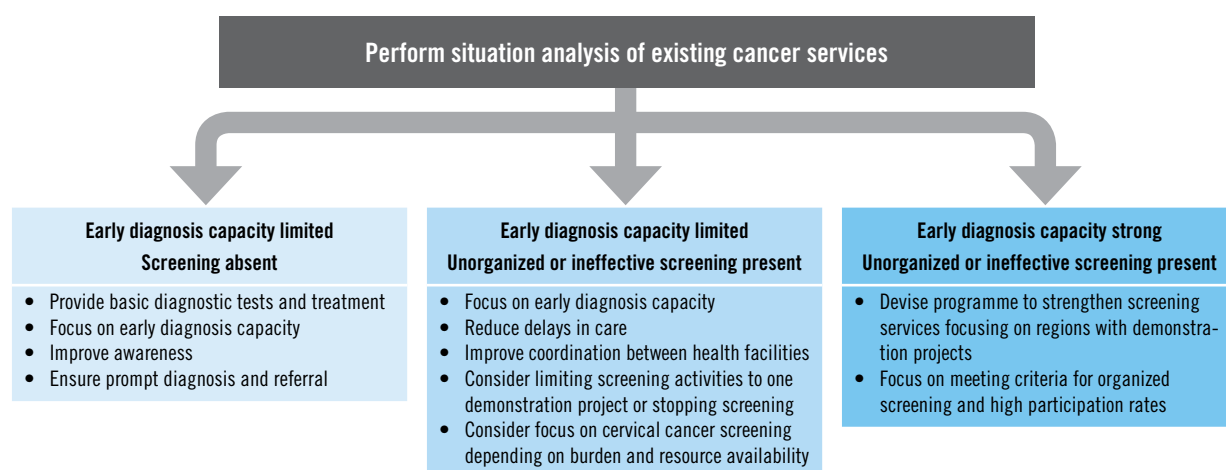 Perform situation analysis of existing cancer services
Early diagnosis capacity limited
Screening absent
• Provide basic diagnostic tests and treatment
• Focus on early diagnosis capacity
• Improve awareness
• Ensure prompt diagnosis and referral
Early diagnosis capacity limited
Unorganized or ineffective screening present
• Focus on early diagnosis capacity
• Reduce delays in care
• Improve coordination between health facilities
• Consider limiting screening activities to one
demonstration project or stopping screening
• Consider focus on cervical cancer screening
depending on burden and resource availability
Early diagnosis capacity strong
Unorganized or ineffective screening present
• Devise programme to strengthen screening
services focusing on regions with demonstra-
tion projects
• Focus on meeting criteria for organized
screening and high participation rates